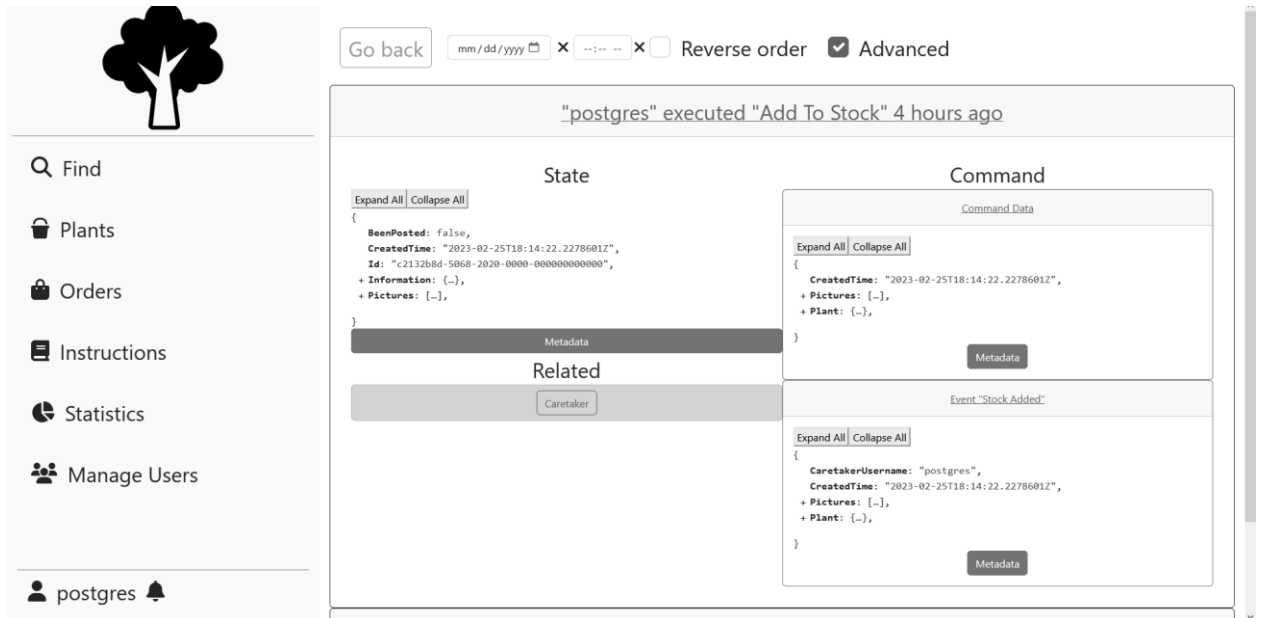 Go back mm/dd/yyyy × --:-- -- × Reverse order Advanced
"postgres" executed "Add To Stock" 4 hours ago
Find
Plants
Orders
Instructions
Statistics
Manage Users
postgres
State
Expand All Collapse All
{
BeenPosted: false,
CreatedTime: "2023-02-25T18:14:22.2278601Z",
Id: "c2132b8d-5068-2020-0000-000000000000",
+ Information: {…},
+ Pictures: […],
}
Metadata
Related
Caretaker
Command
Command Data
Expand All Collapse All
{
CreatedTime: "2023-02-25T18:14:22.2278601Z",
+ Pictures: […],
+ Plant: {…},
}
Metadata
Event "Stock Added"
Expand All Collapse All
{
CaretakerUsername: "postgres",
CreatedTime: "2023-02-25T18:14:22.2278601Z",
+ Pictures: […],
+ Plant: {…},
}
Metadata